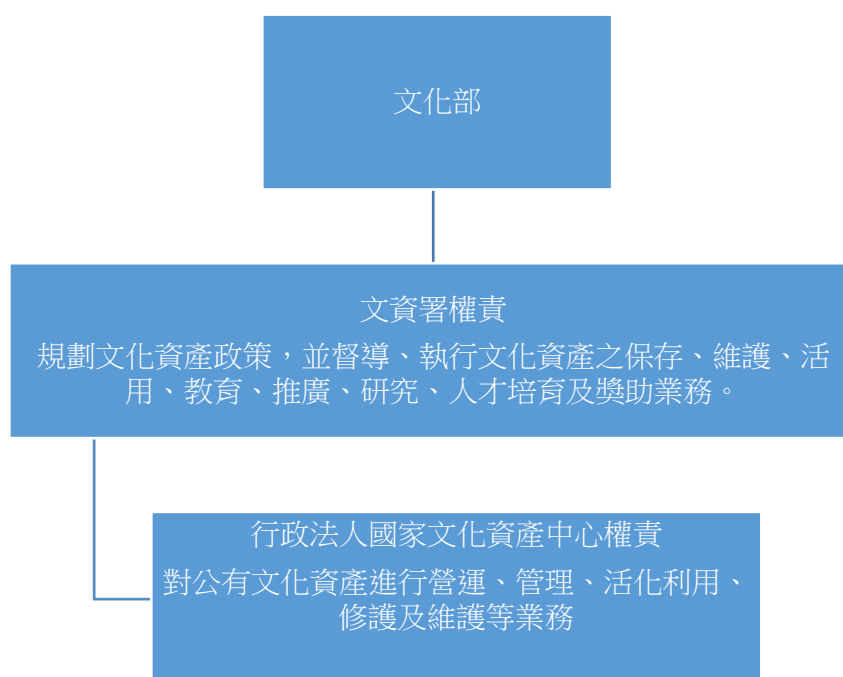 文化部
文資署權責
規劃文化資產政策，並督導、執行文化資產之保存、維護、活
用、教育、推廣、研究、人才培育及獎助業務。
行政法人國家文化資產中心權責
對公有文化資產進行營運、管理、活化利用、
修護及維護等業務